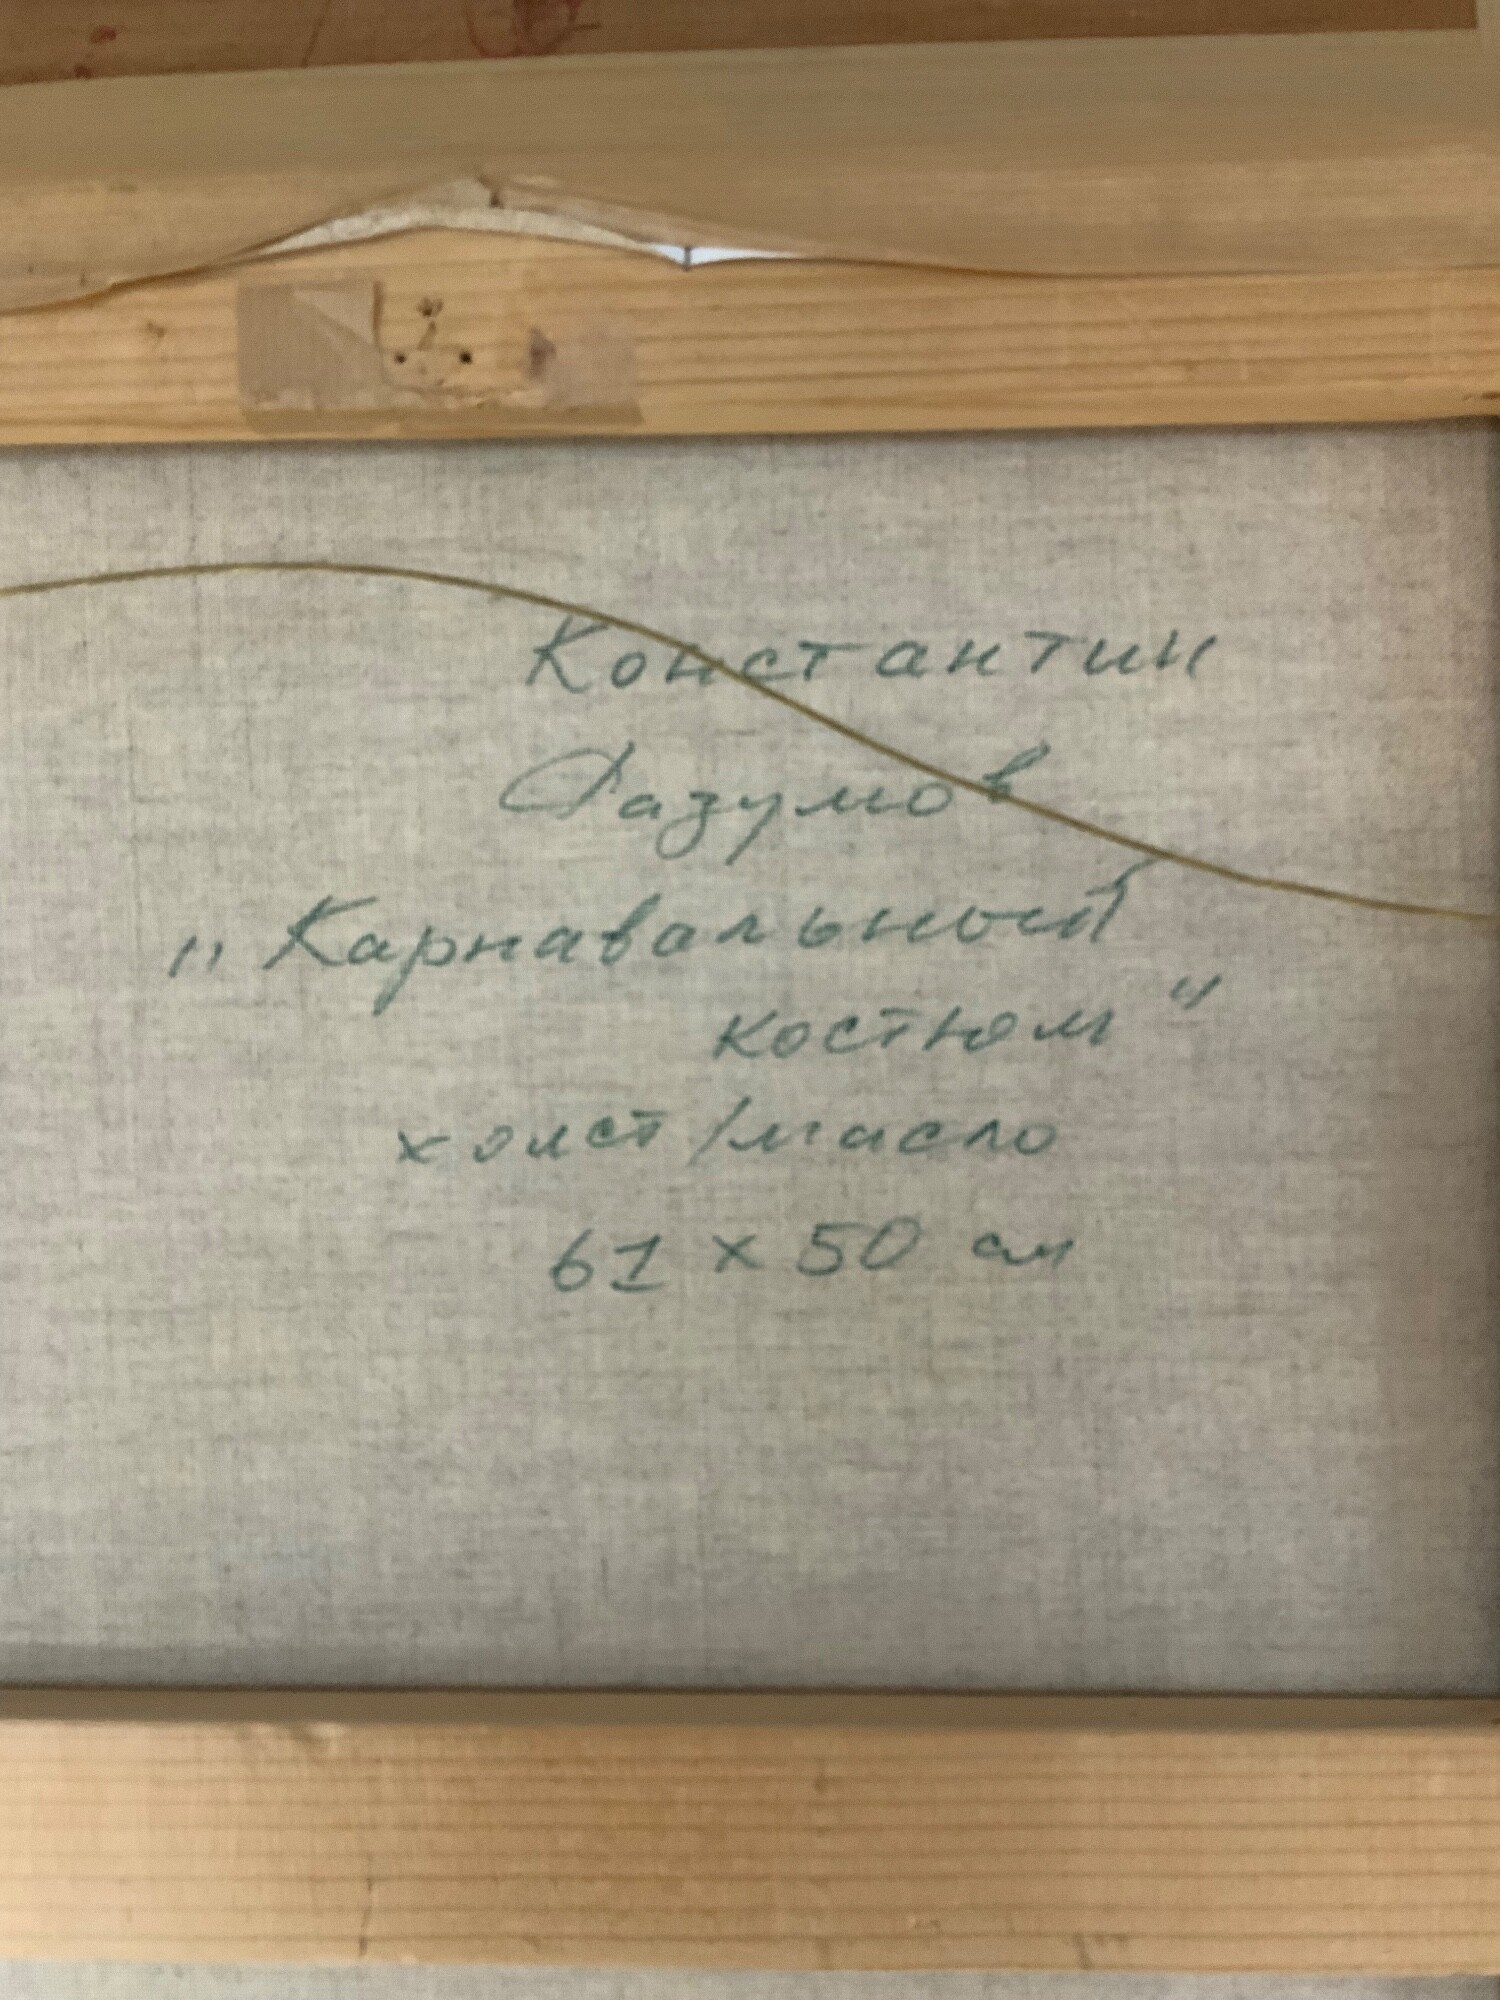 Константин
Разумов
"Карнавальный
костюм"
холст/масло
61 x 50 см